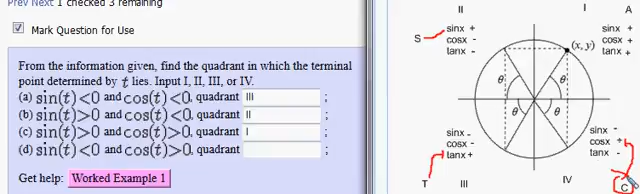 Prev Next 1 checked 3 remaining
Mark Question for Use
From the information given, find the quadrant in which the terminal
point determined by t lies. Input I, II, III, or IV.
(a) sin(t)<0 and cos(t)<0, quadrant III ;
(b) sin(t)>0 and cos(t)<0, quadrant II ;
(c) sin(t)>0 and cos(t)>0, quadrant I ;
(d) sin(t)<0 and cos(t)>0, quadrant ;
Get help: Worked Example 1
II I A
S sinx + sinx +
cosx - cosx +
tanx - tanx +
(x, y)
θ θ
θ θ
sinx - sinx -
cosx - cosx +
tanx + tanx -
T III IV C